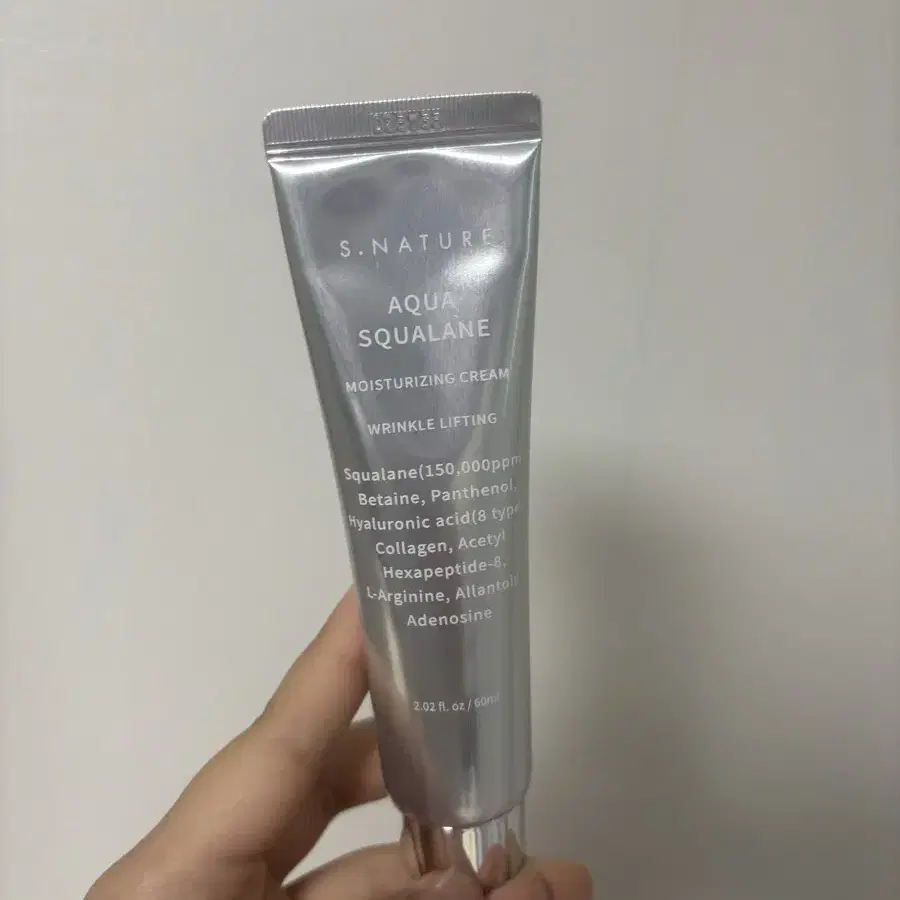 S.NATURE
AQUA
SQUALANE
MOISTURIZING CREAM
WRINKLE LIFTING
Squalane(150,000ppm
Betaine, Panthenol,
Hyaluronic acid(8 type
Collagen, Acetyl
Hexapeptide-8,
L-Arginine, Allantoin
Adenosine
2.02 fl. oz / 60ml